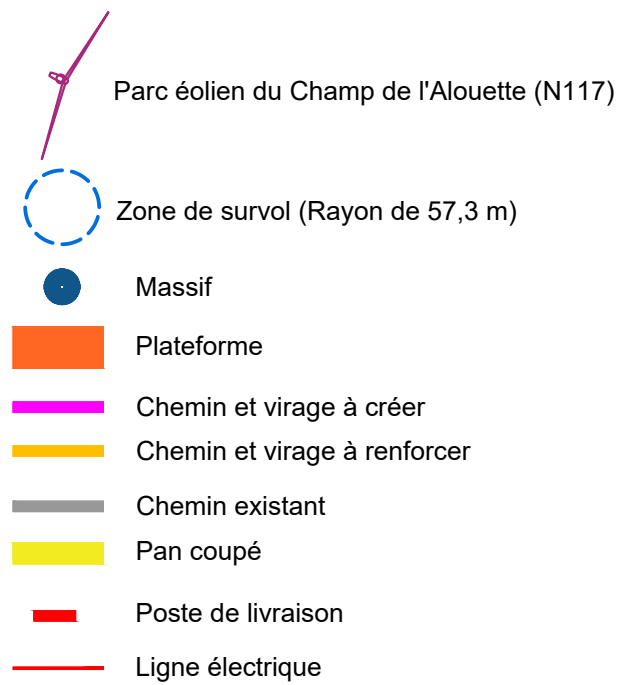 Parc éolien du Champ de l'Alouette (N117)
Zone de survol (Rayon de 57,3 m)
Massif
Plateforme
Chemin et virage à créer
Chemin et virage à renforcer
Chemin existant
Pan coupé
Poste de livraison
Ligne électrique